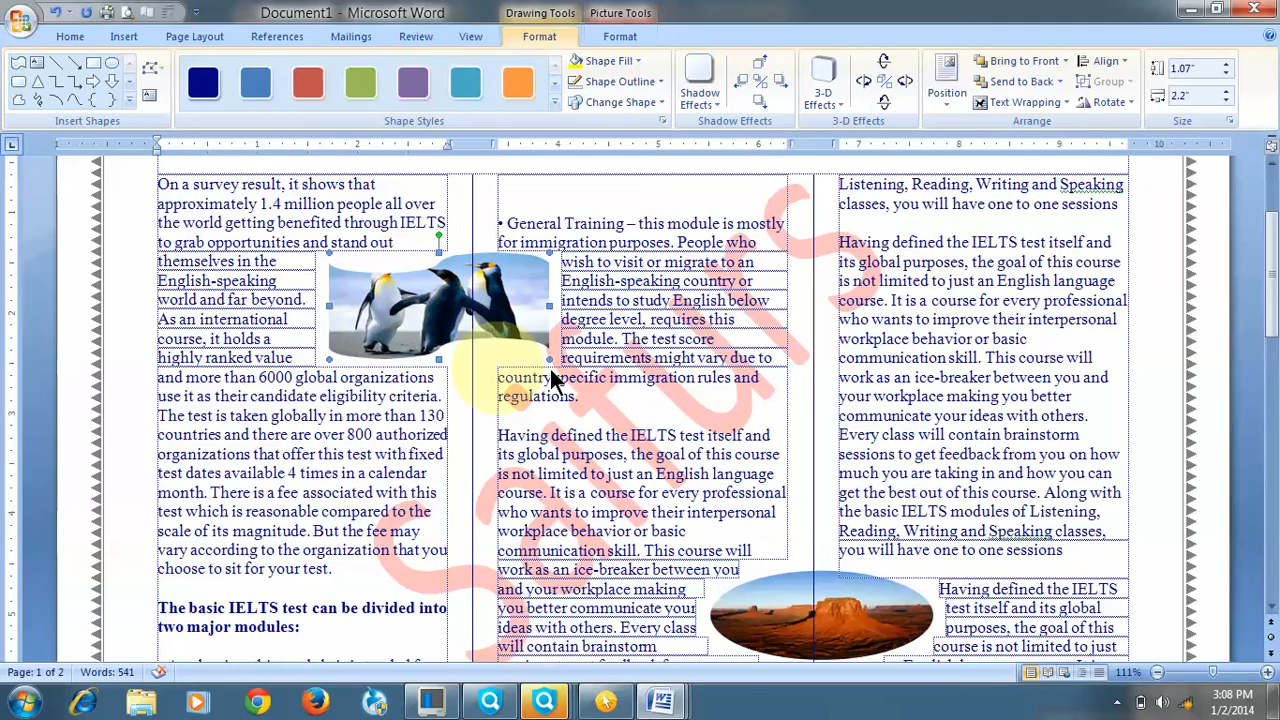 Document1 - Microsoft Word
Drawing Tools
Picture Tools
Home
Insert
Page Layout
References
Mailings
Review
View
Format
Format
Shape Fill
Shape Outline
Change Shape
Shadow Effects
3-D Effects
Position
Bring to Front
Send to Back
Text Wrapping
Align
Group
Rotate
1.07"
2.2"
Insert Shapes
Shape Styles
Shadow Effects
3-D Effects
Arrange
Size
1 1 2 4 5 6 7 8 9 10
On a survey result, it shows that
approximately 1.4 million people all over
the world getting benefited through IELTS
to grab opportunities and stand out
themselves in the
English-speaking
world and far beyond.
As an international
course, it holds a
highly ranked value
and more than 6000 global organizations
use it as their candidate eligibility criteria.
The test is taken globally in more than 130
countries and there are over 800 authorized
organizations that offer this test with fixed
test dates available 4 times in a calendar
month. There is a fee associated with this
test which is reasonable compared to the
scale of its magnitude. But the fee may
vary according to the organization that you
choose to sit for your test.
The basic IELTS test can be divided into
two major modules:
• General Training – this module is mostly
for immigration purposes. People who
wish to visit or migrate to an
English-speaking country or
intends to study English below
degree level, requires this
module. The test score
requirements might vary due to
country specific immigration rules and
regulations.
Having defined the IELTS test itself and
its global purposes, the goal of this course
is not limited to just an English language
course. It is a course for every professional
who wants to improve their interpersonal
workplace behavior or basic
communication skill. This course will
work as an ice-breaker between you
and your workplace making
you better communicate your
ideas with others. Every class
will contain brainstorm
Listening, Reading, Writing and Speaking
classes, you will have one to one sessions
Having defined the IELTS test itself and
its global purposes, the goal of this course
is not limited to just an English language
course. It is a course for every professional
who wants to improve their interpersonal
workplace behavior or basic
communication skill. This course will
work as an ice-breaker between you and
your workplace making you better
communicate your ideas with others.
Every class will contain brainstorm
sessions to get feedback from you on how
much you are taking in and how you can
get the best out of this course. Along with
the basic IELTS modules of Listening,
Reading, Writing and Speaking classes,
you will have one to one sessions
Having defined the IELTS
test itself and its global
purposes, the goal of this
course is not limited to just
Saiturs
Page: 1 of 2
Words: 541
111%
3:08 PM
1/2/2014